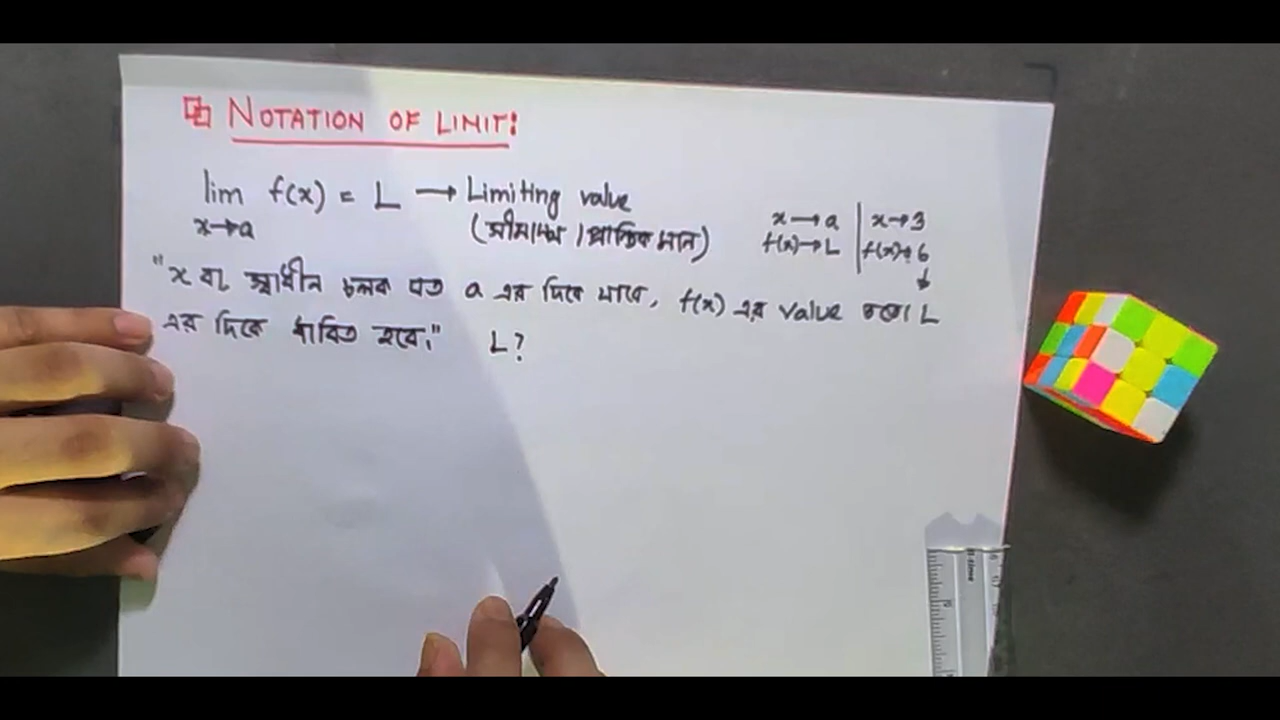 NOTATION OF LIMIT:
lim f(x) = L → Limiting value
x→a
(সীমাস্থ / প্রান্তিক মান)
x→a | x→3
f(x)→L | f(x)→6
"x বা স্বাধীন চলক যত a এর দিকে যাবে, f(x) এর value ততো L
এর দিকে ধাবিত হবে।" L?